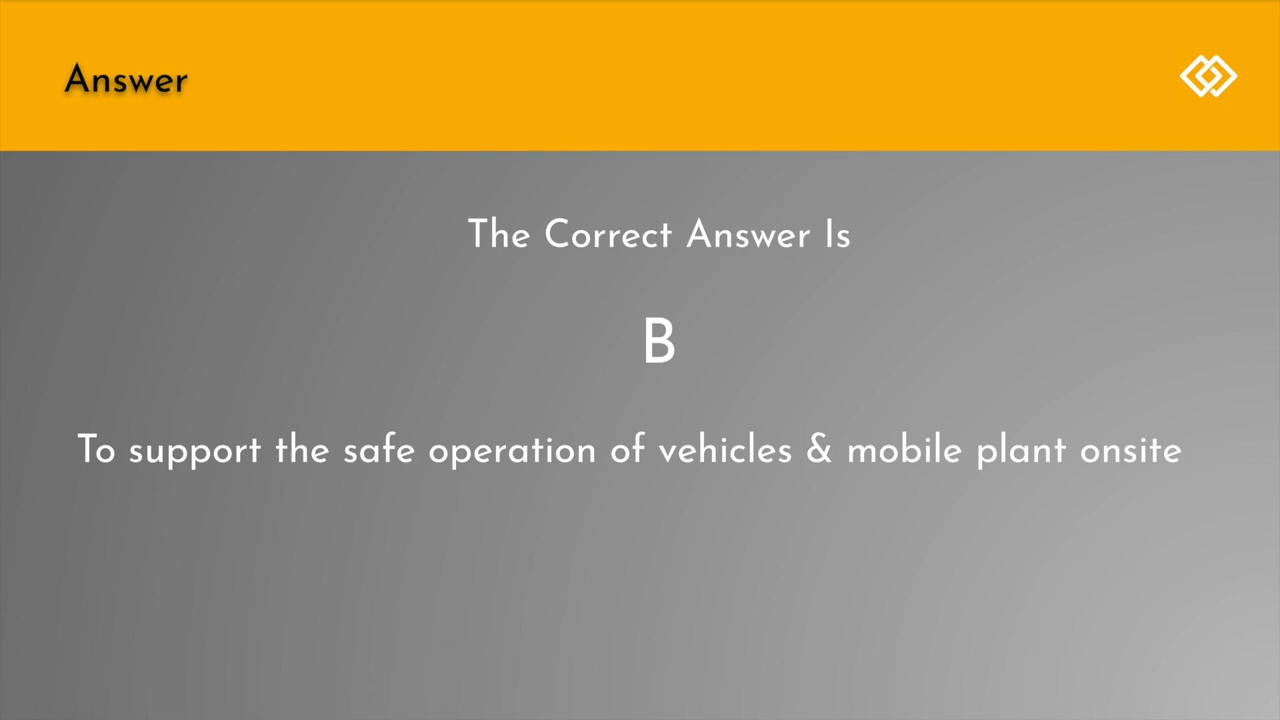 Answer
The Correct Answer Is
B
To support the safe operation of vehicles & mobile plant onsite